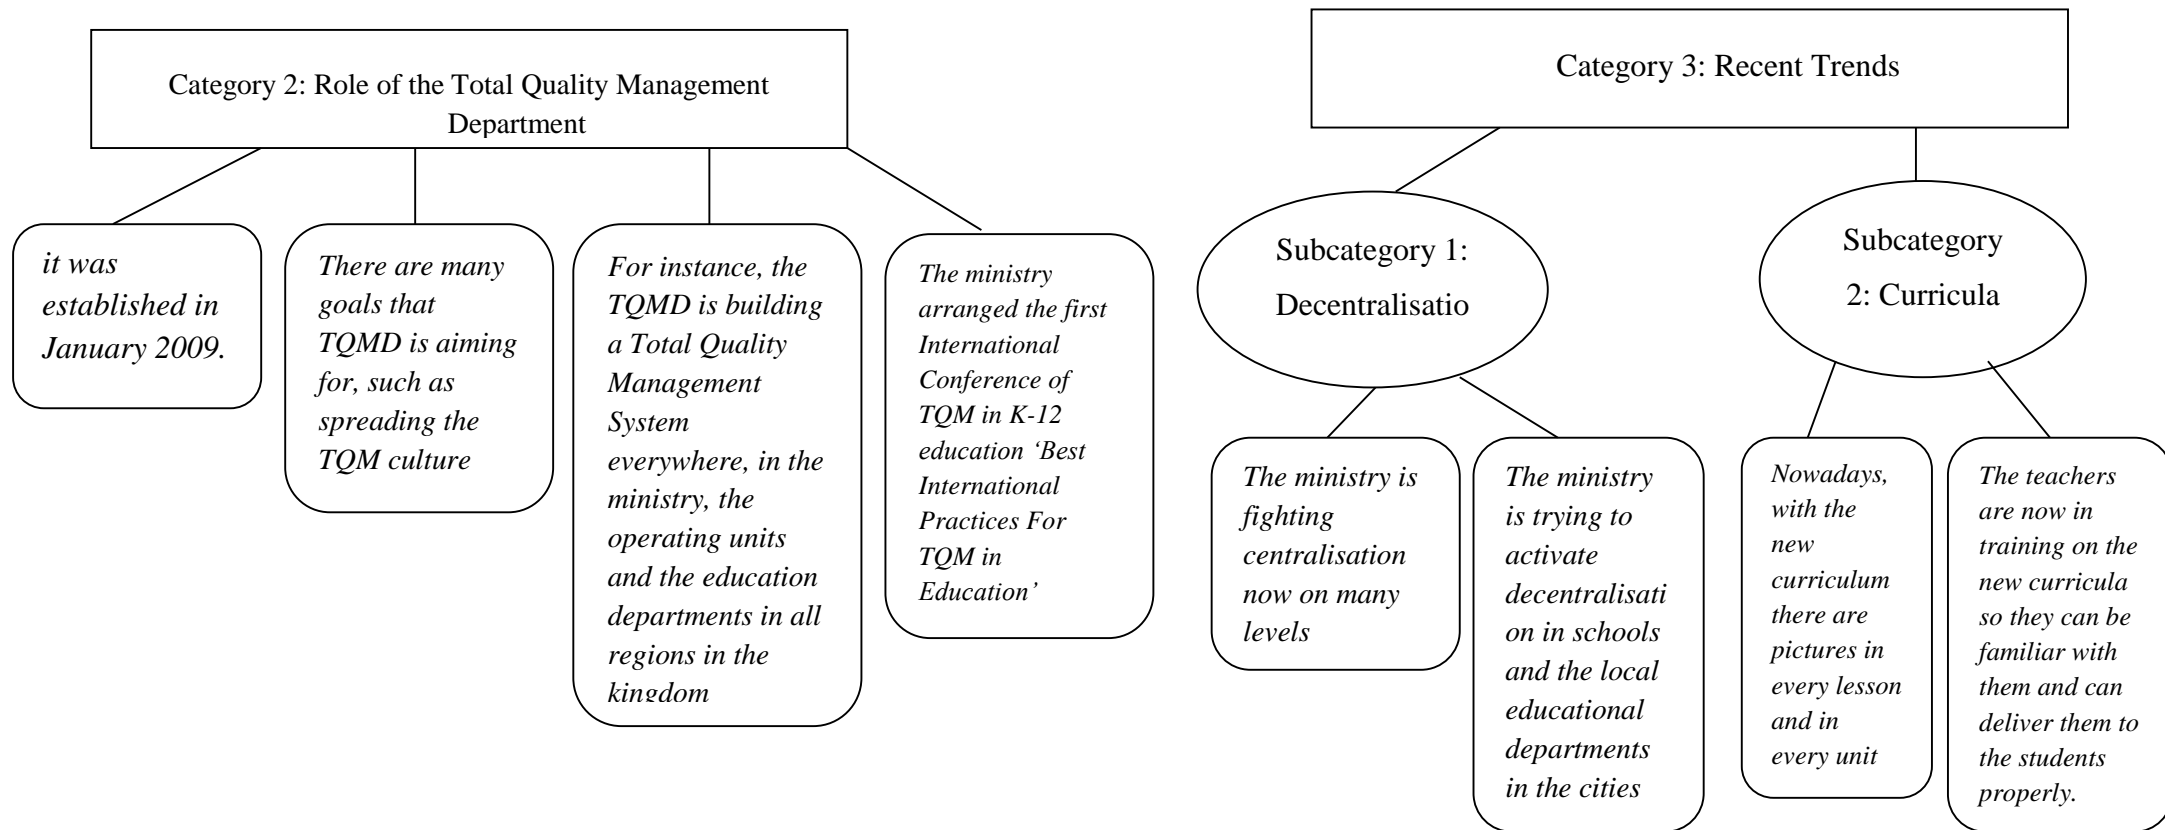 Category 2: Role of the Total Quality Management
Department
it was
established in
January 2009.
There are many
goals that
TQMD is aiming
for, such as
spreading the
TQM culture
For instance, the
TQMD is building
a Total Quality
Management
System
everywhere, in the
ministry, the
operating units
and the education
departments in all
regions in the
kingdom
The ministry
arranged the first
International
Conference of
TQM in K-12
education ‘Best
International
Practices For
TQM in
Education’
Category 3: Recent Trends
Subcategory 1:
Decentralisatio
The ministry is
fighting
centralisation
now on many
levels
The ministry
is trying to
activate
decentralisati
on in schools
and the local
educational
departments
in the cities
Subcategory
2: Curricula
Nowadays,
with the
new
curriculum
there are
pictures in
every lesson
and in
every unit
The teachers
are now in
training on the
new curricula
so they can be
familiar with
them and can
deliver them to
the students
properly.